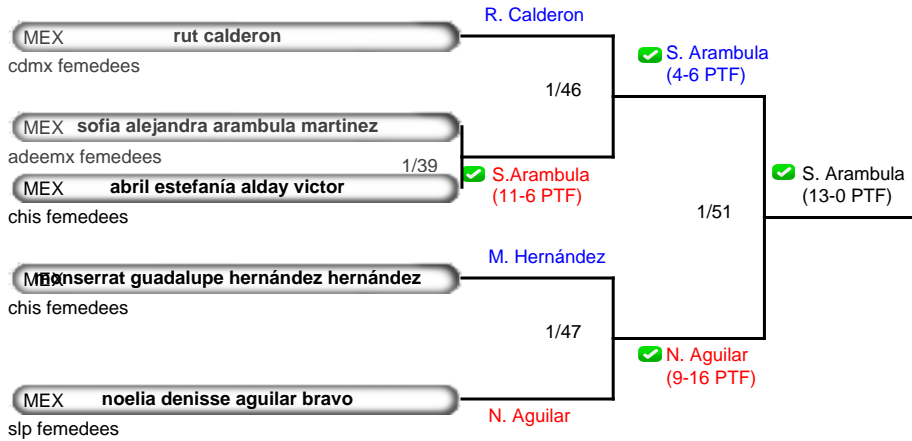 R. Calderon
MEX rut calderon
cdmx femedees
S. Arambula
(4-6 PTF)
1/46
MEX sofia alejandra arambula martinez
adeemx femedees
1/39
S.Arambula
(11-6 PTF)
MEX abril estefanía alday victor
chis femedees
S. Arambula
(13-0 PTF)
1/51
M. Hernández
MEX monserrat guadalupe hernández hernández
chis femedees
1/47
N. Aguilar
(9-16 PTF)
MEX noelia denisse aguilar bravo
N. Aguilar
slp femedees